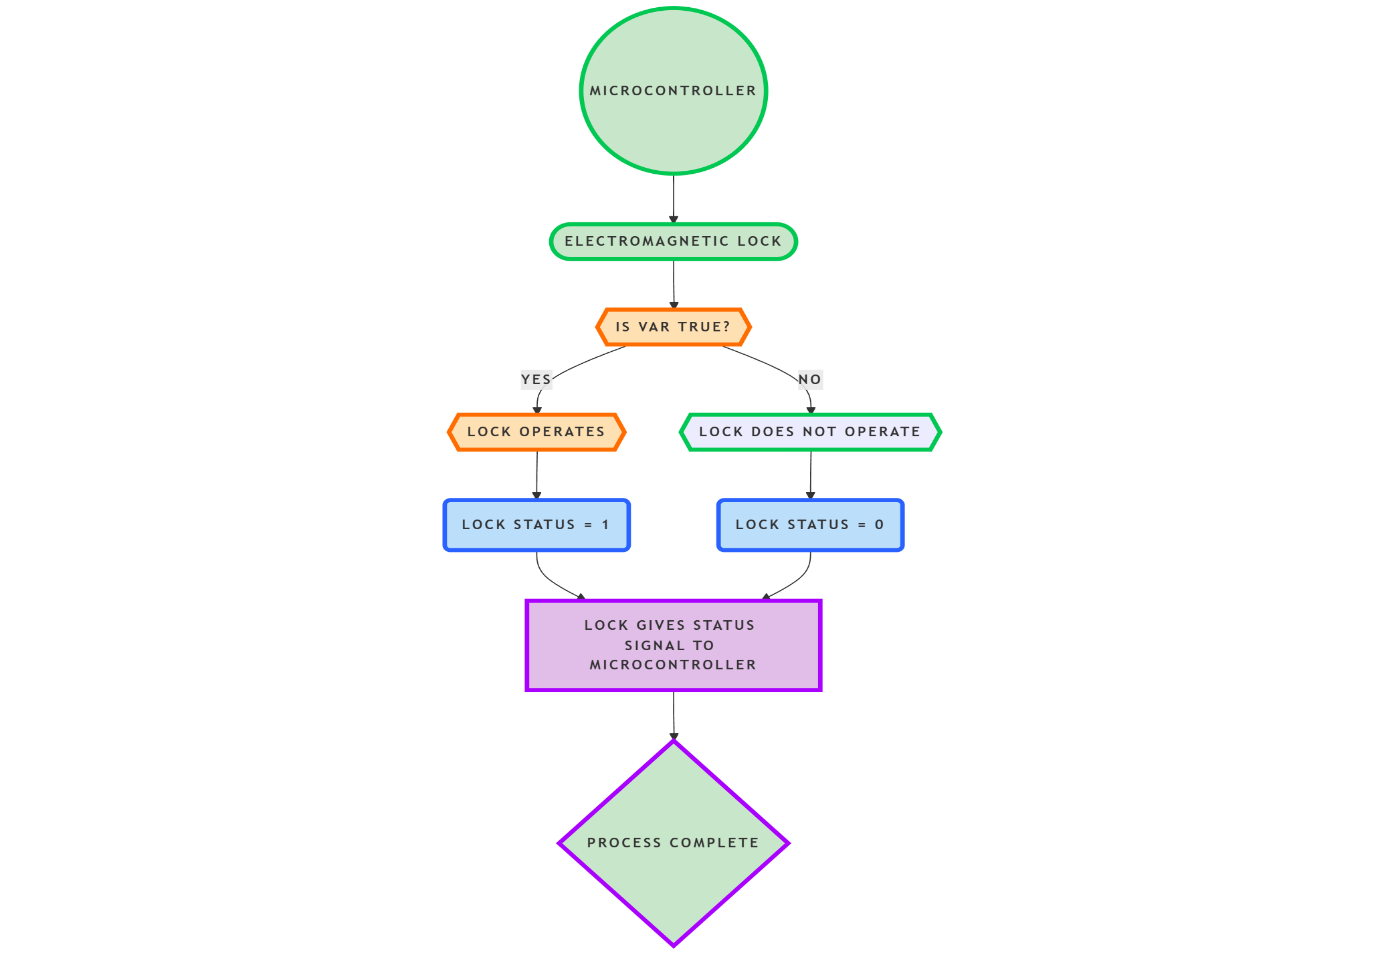 MICROCONTROLLER
ELECTROMAGNETIC LOCK
IS VAR TRUE?
YES
NO
LOCK OPERATES
LOCK DOES NOT OPERATE
LOCK STATUS = 1
LOCK STATUS = 0
LOCK GIVES STATUS
SIGNAL TO
MICROCONTROLLER
PROCESS COMPLETE